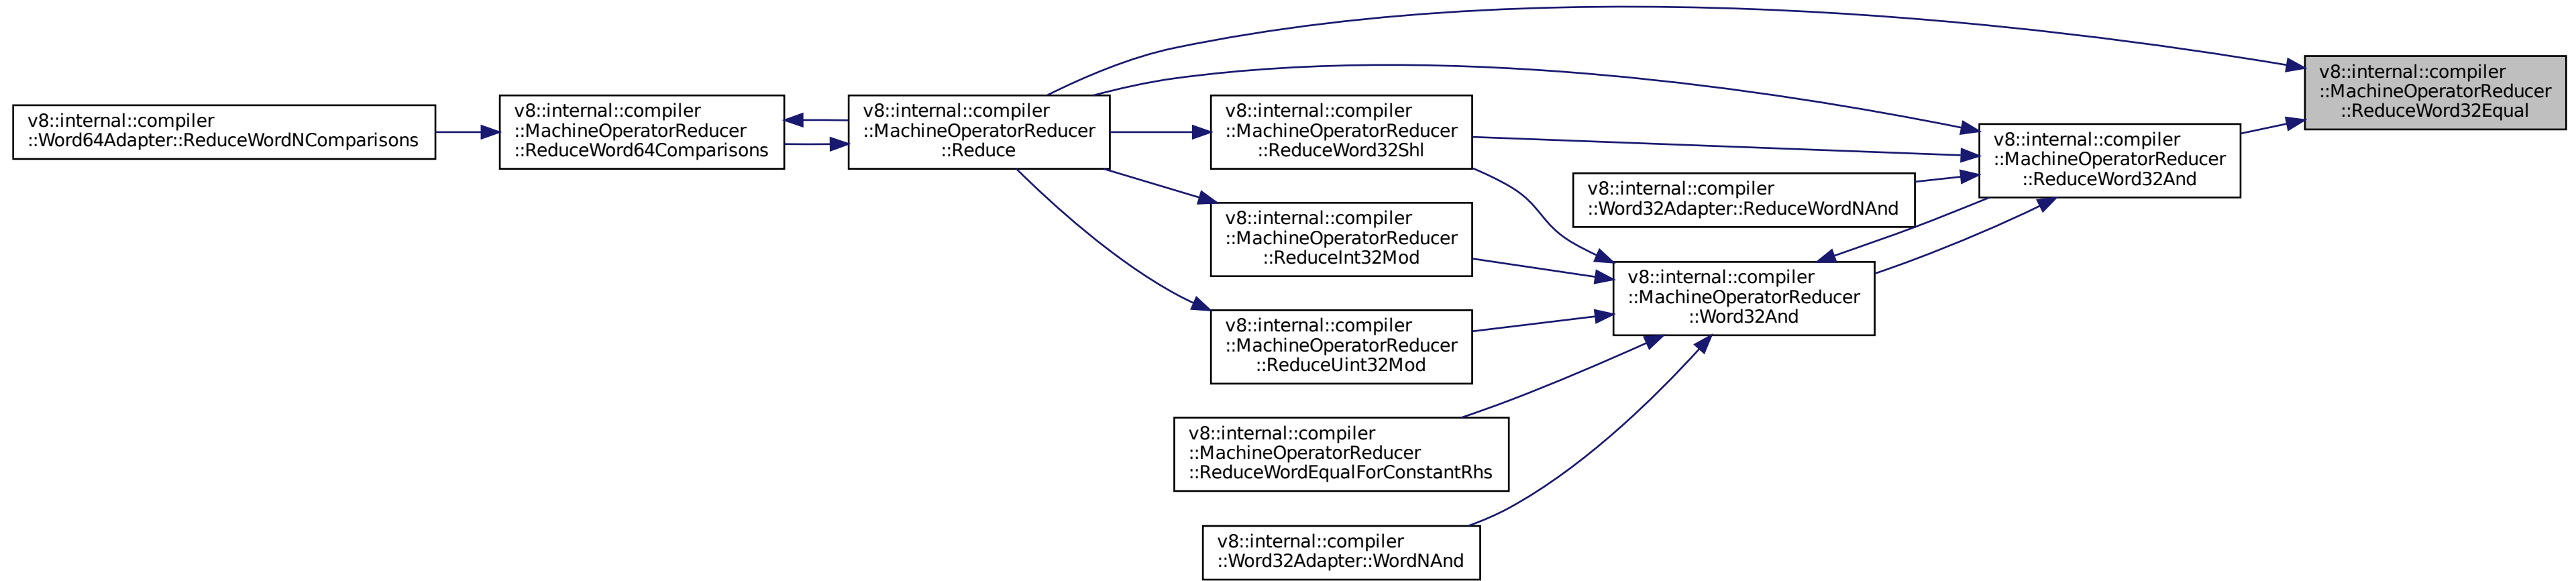 v8::internal::compiler
::Word64Adapter::ReduceWordNComparisons
v8::internal::compiler
::MachineOperatorReducer
::ReduceWord64Comparisons
v8::internal::compiler
::MachineOperatorReducer
::Reduce
v8::internal::compiler
::MachineOperatorReducer
::ReduceWord32Shl
v8::internal::compiler
::MachineOperatorReducer
::ReduceInt32Mod
v8::internal::compiler
::MachineOperatorReducer
::ReduceUint32Mod
v8::internal::compiler
::MachineOperatorReducer
::ReduceWordEqualForConstantRhs
v8::internal::compiler
::Word32Adapter::WordNAnd
v8::internal::compiler
::Word32Adapter::ReduceWordNAnd
v8::internal::compiler
::MachineOperatorReducer
::Word32And
v8::internal::compiler
::MachineOperatorReducer
::ReduceWord32And
v8::internal::compiler
::MachineOperatorReducer
::ReduceWord32Equal